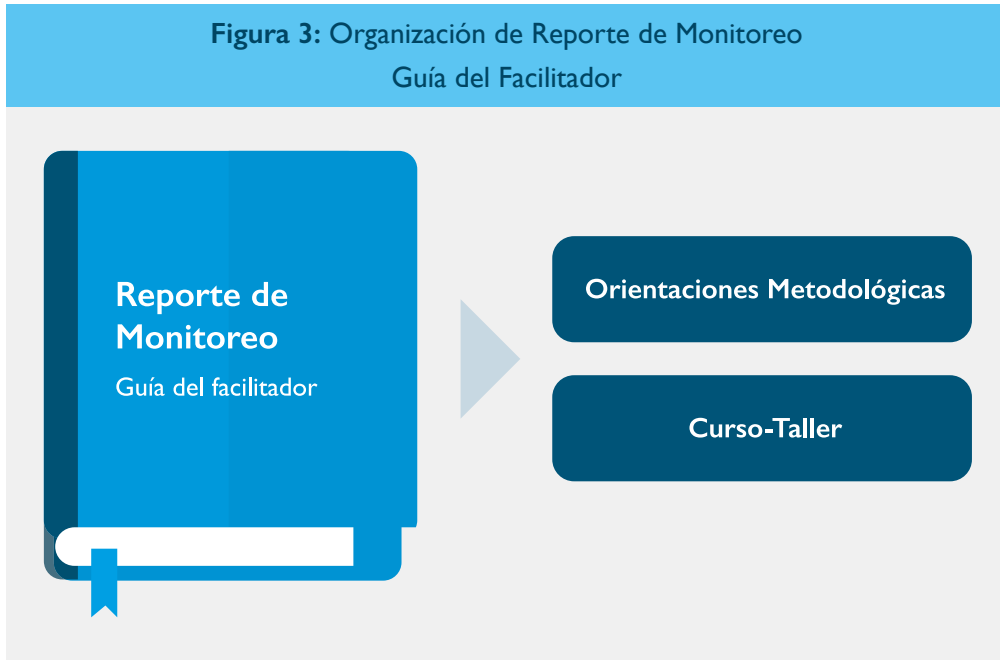 Figura 3: Organización de Reporte de Monitoreo
Guía del Facilitador
Reporte de
Monitoreo
Guía del facilitador
Orientaciones Metodológicas
Curso-Taller